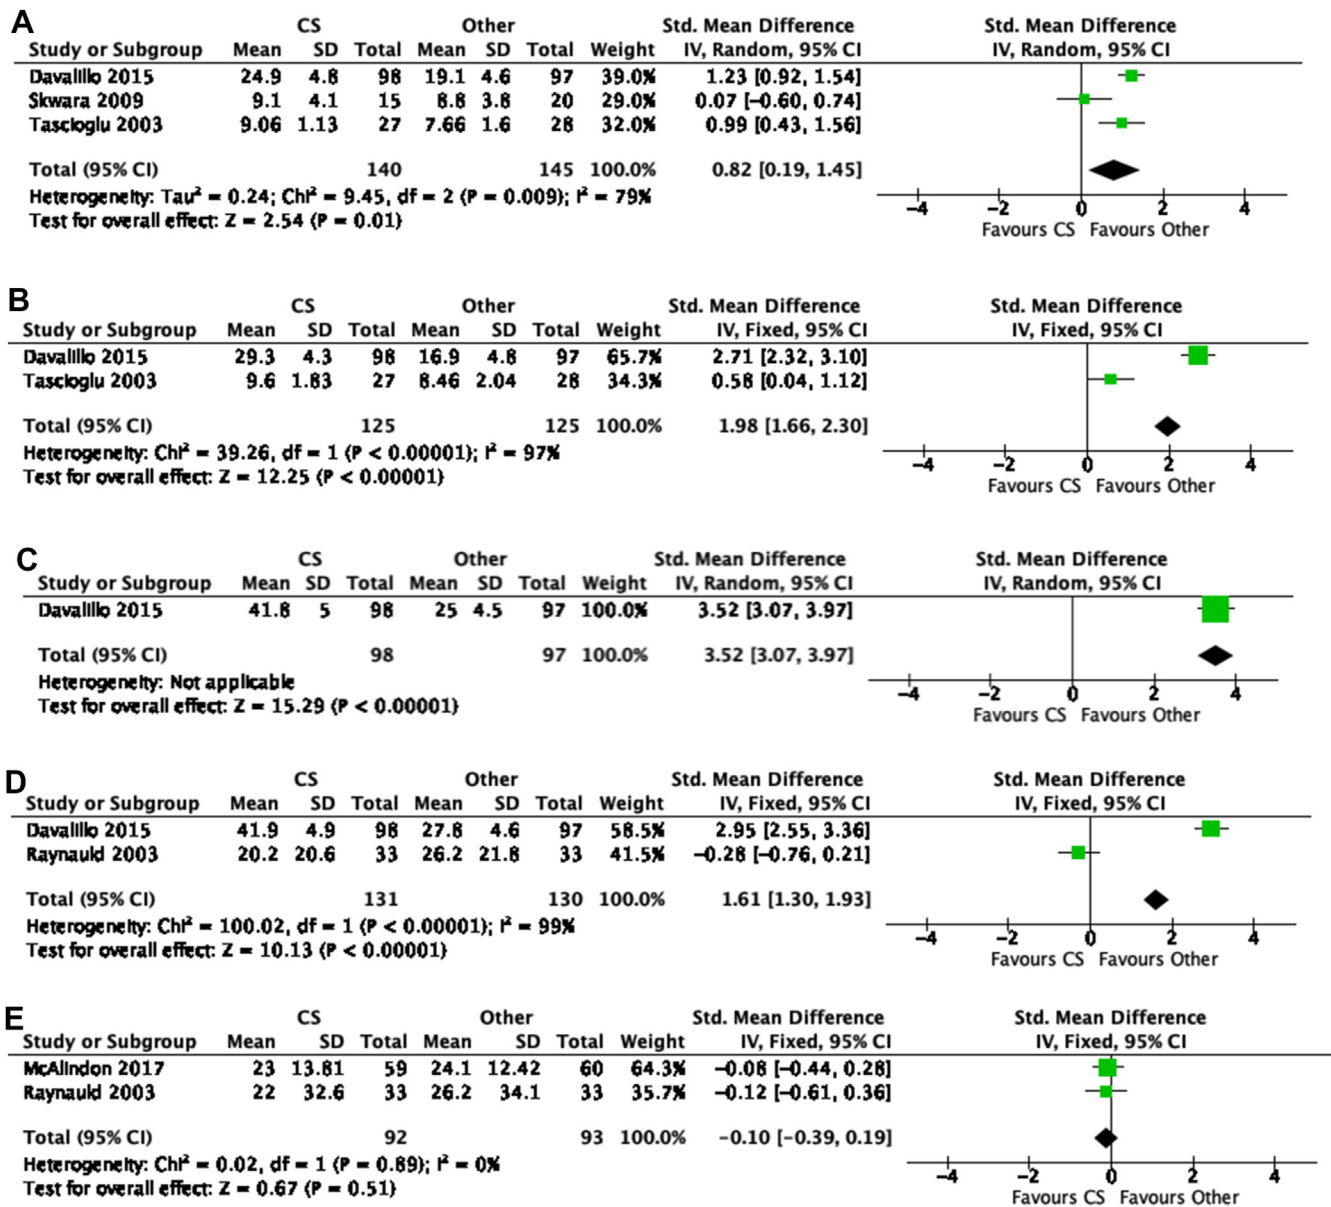 A
CS Other Std. Mean Difference Std. Mean Difference
Study or Subgroup Mean SD Total Mean SD Total Weight IV, Random, 95% CI IV, Random, 95% CI
Davalillo 2015 24.9 4.8 98 19.1 4.6 97 39.0% 1.23 [0.92, 1.54]
Skwara 2009 9.1 4.1 15 8.8 3.8 20 29.0% 0.07 [−0.60, 0.74]
Tascioglu 2003 9.06 1.13 27 7.66 1.6 28 32.0% 0.99 [0.43, 1.56]
Total (95% CI) 140 145 100.0% 0.82 [0.19, 1.45]
Heterogeneity: Tau² = 0.24; Chi² = 9.45, df = 2 (P = 0.009); I² = 79%
Test for overall effect: Z = 2.54 (P = 0.01)
−4 −2 0 2 4
Favours CS Favours Other
B
CS Other Std. Mean Difference Std. Mean Difference
Study or Subgroup Mean SD Total Mean SD Total Weight IV, Fixed, 95% CI IV, Fixed, 95% CI
Davalillo 2015 29.3 4.3 98 16.9 4.8 97 65.7% 2.71 [2.32, 3.10]
Tascioglu 2003 9.6 1.83 27 8.46 2.04 28 34.3% 0.58 [0.04, 1.12]
Total (95% CI) 125 125 100.0% 1.98 [1.66, 2.30]
Heterogeneity: Chi² = 39.26, df = 1 (P < 0.00001); I² = 97%
Test for overall effect: Z = 12.25 (P < 0.00001)
−4 −2 0 2 4
Favours CS Favours Other
C
CS Other Std. Mean Difference Std. Mean Difference
Study or Subgroup Mean SD Total Mean SD Total Weight IV, Random, 95% CI IV, Random, 95% CI
Davalillo 2015 41.8 5 98 25 4.5 97 100.0% 3.52 [3.07, 3.97]
Total (95% CI) 98 97 100.0% 3.52 [3.07, 3.97]
Heterogeneity: Not applicable
Test for overall effect: Z = 15.29 (P < 0.00001)
−4 −2 0 2 4
Favours CS Favours Other
D
CS Other Std. Mean Difference Std. Mean Difference
Study or Subgroup Mean SD Total Mean SD Total Weight IV, Fixed, 95% CI IV, Fixed, 95% CI
Davalillo 2015 41.9 4.9 98 27.8 4.6 97 58.5% 2.95 [2.55, 3.36]
Raynauld 2003 20.2 20.6 33 26.2 21.8 33 41.5% −0.28 [−0.76, 0.21]
Total (95% CI) 131 130 100.0% 1.61 [1.30, 1.93]
Heterogeneity: Chi² = 100.02, df = 1 (P < 0.00001); I² = 99%
Test for overall effect: Z = 10.13 (P < 0.00001)
−4 −2 0 2 4
Favours CS Favours Other
E
CS Other Std. Mean Difference Std. Mean Difference
Study or Subgroup Mean SD Total Mean SD Total Weight IV, Fixed, 95% CI IV, Fixed, 95% CI
McAlindon 2017 23 13.81 59 24.1 12.42 60 64.3% −0.08 [−0.44, 0.28]
Raynauld 2003 22 32.6 33 26.2 34.1 33 35.7% −0.12 [−0.61, 0.36]
Total (95% CI) 92 93 100.0% −0.10 [−0.39, 0.19]
Heterogeneity: Chi² = 0.02, df = 1 (P = 0.89); I² = 0%
Test for overall effect: Z = 0.67 (P = 0.51)
−4 −2 0 2 4
Favours CS Favours Other